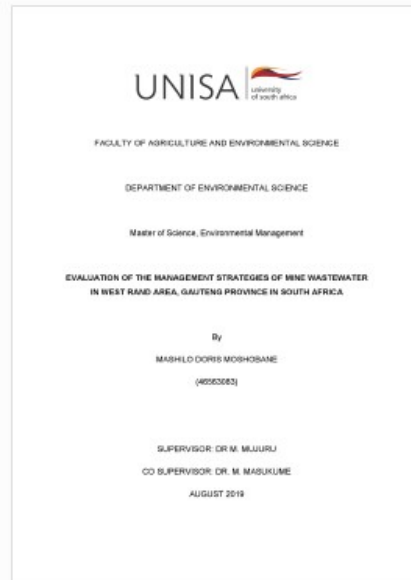 UNISA
university
of south africa
FACULTY OF AGRICULTURE AND ENVIRONMENTAL SCIENCE
DEPARTMENT OF ENVIRONMENTAL SCIENCE
Master of Science, Environmental Management
EVALUATION OF THE MANAGEMENT STRATEGIES OF MINE WASTEWATER
IN WEST RAND AREA, GAUTENG PROVINCE IN SOUTH AFRICA
By
MASHILO DORIS MOSHOBANE
(46563083)
SUPERVISOR: DR M. MUJURU
CO SUPERVISOR: DR. M. MASUKUME
AUGUST 2019